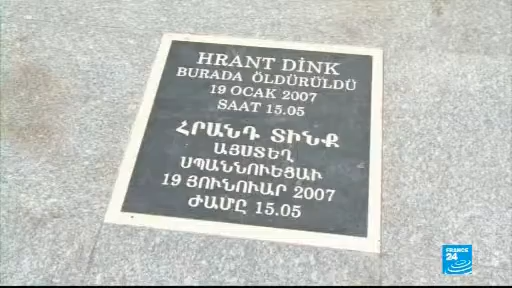 HRANT DİNK
BURADA ÖLDÜRÜLDÜ
19 OCAK 2007
SAAT 15.05
ՀՐԱՆԴ ՏԻՆՔ
ԱՅՍՏԵՂ
ՍՊԱՆՆՈՒԵՑԱՒ
19 ՅՈՒՆՈՒԱՐ 2007
ԺԱՄԸ 15.05
FRANCE
24